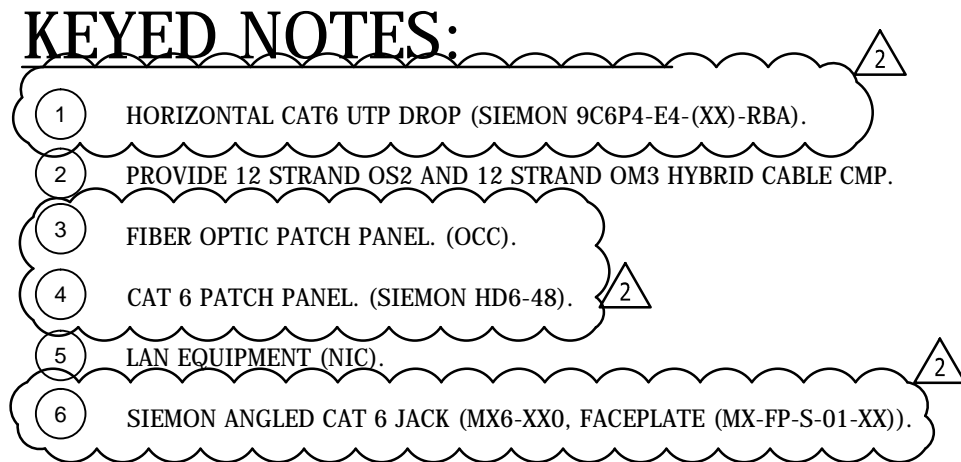 KEYED NOTES:
2
1 HORIZONTAL CAT6 UTP DROP (SIEMON 9C6P4-E4-(XX)-RBA).
2 PROVIDE 12 STRAND OS2 AND 12 STRAND OM3 HYBRID CABLE CMP.
3 FIBER OPTIC PATCH PANEL. (OCC).
4 CAT 6 PATCH PANEL. (SIEMON HD6-48). 2
5 LAN EQUIPMENT (NIC).
2
6 SIEMON ANGLED CAT 6 JACK (MX6-XX0, FACEPLATE (MX-FP-S-01-XX)).